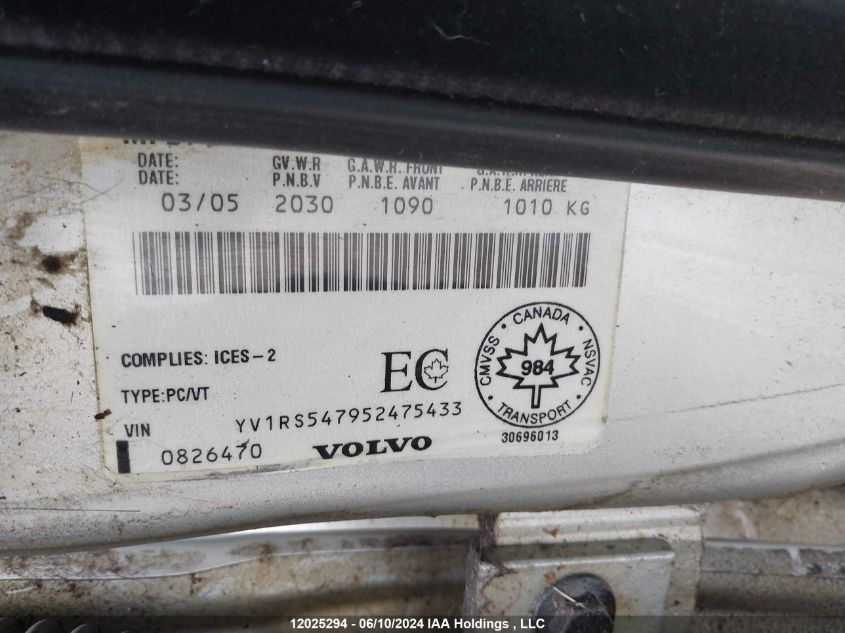 DATE: GV.W.R G.A.W.R. FRONT
DATE: P.N.B.V P.N.B.E. AVANT P.N.B.E. ARRIERE
03/05 2030 1090 1010 KG
COMPLIES: ICES-2
EC
TYPE:PC/VT
VIN YV1RS547952475433
0826470 VOLVO
CANADA
CMVSS
NSVAC
984
TRANSPORT
30696013
12025294 - 06/10/2024 IAA Holdings , LLC